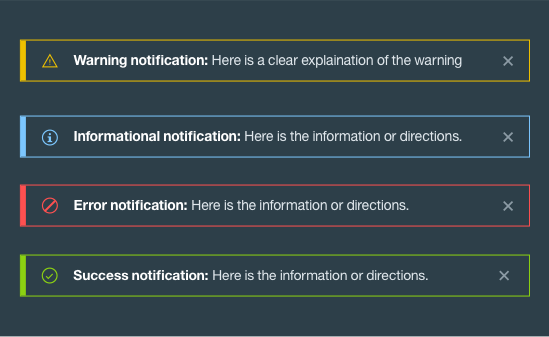 Warning notification: Here is a clear explaination of the warning
Informational notification: Here is the information or directions.
Error notification: Here is the information or directions.
Success notification: Here is the information or directions.